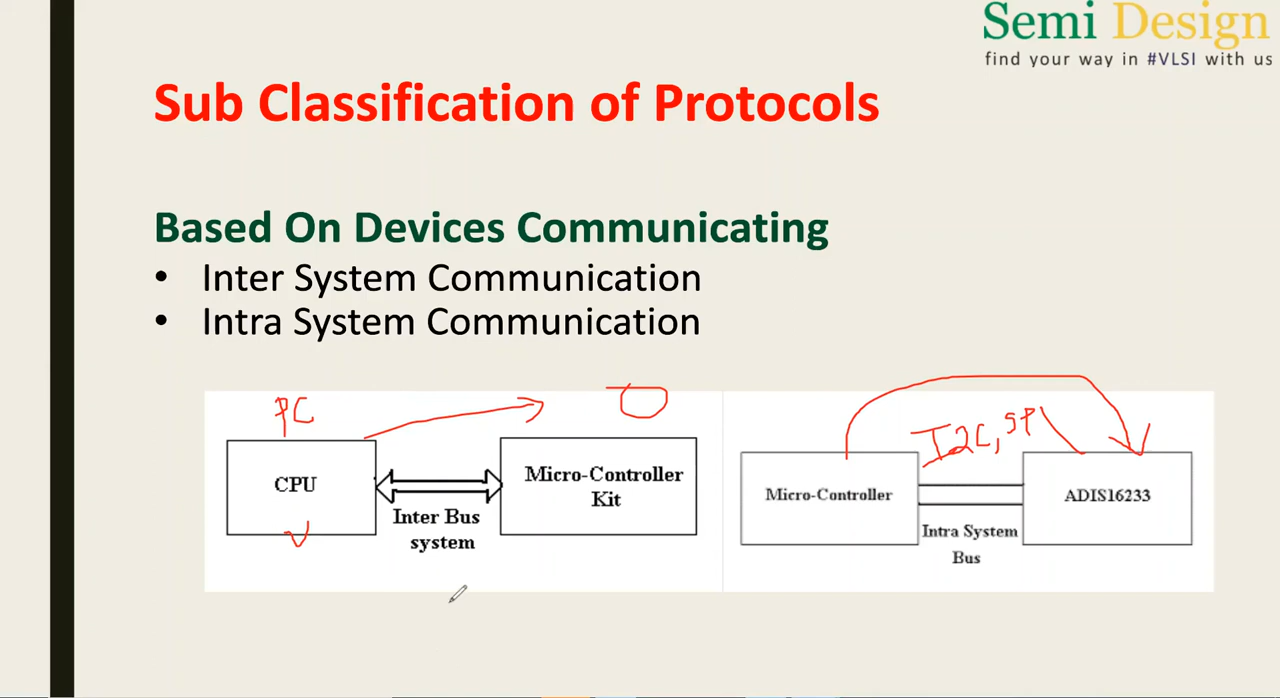 Semi Design
find your way in #VLSI with us
Sub Classification of Protocols
Based On Devices Communicating
• Inter System Communication
• Intra System Communication
PC
CPU
Inter Bus
system
Micro-Controller
Kit
I2C, SPI
Micro-Controller
Intra System
Bus
ADIS16233